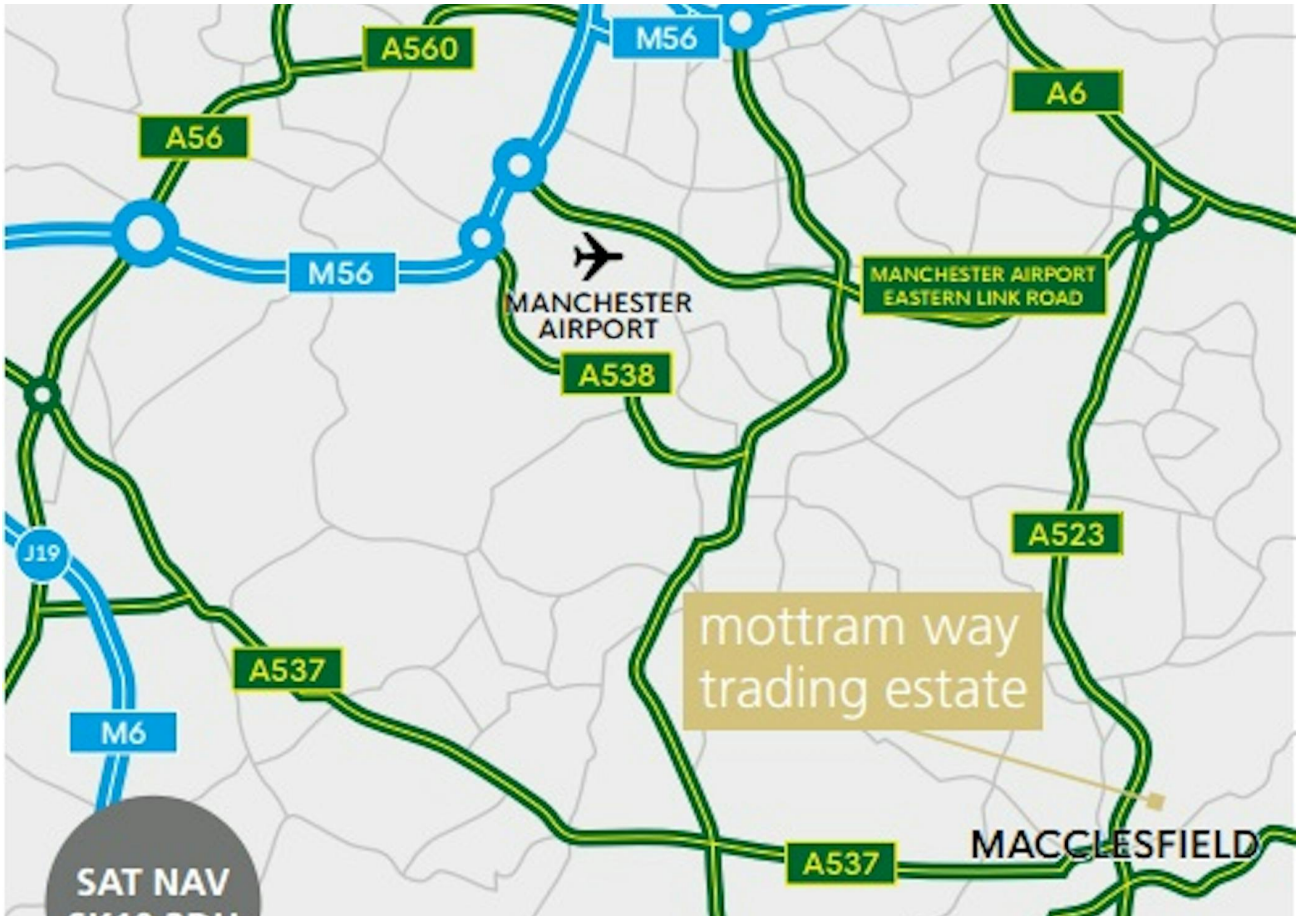 A560
M56
A6
A56
M56
MANCHESTER
AIRPORT
MANCHESTER AIRPORT
EASTERN LINK ROAD
A538
A523
J19
mottram way
trading estate
A537
M6
MACCLESFIELD
A537
SAT NAV